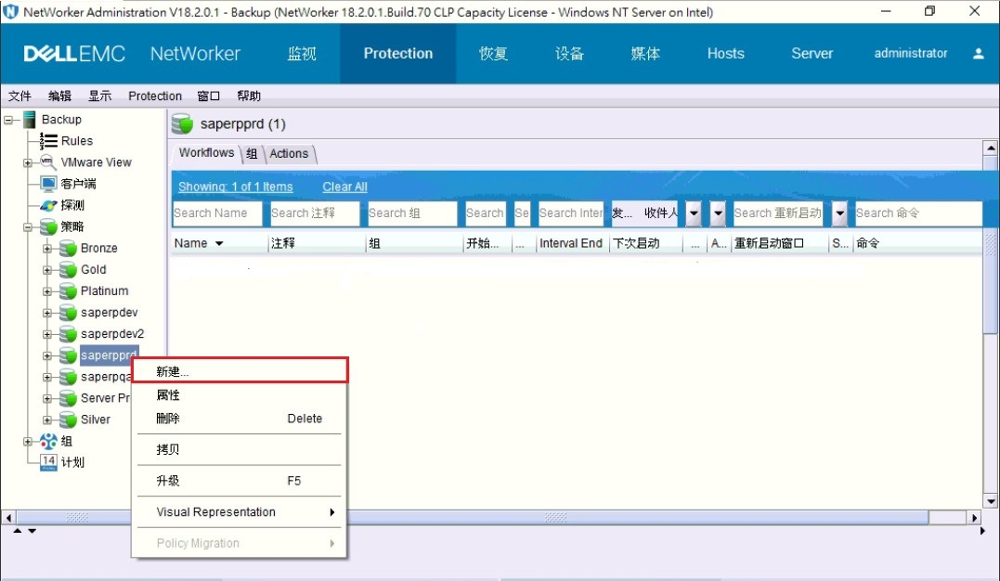 NetWorker Administration V18.2.0.1 - Backup (NetWorker 18.2.0.1.Build.70 CLP Capacity License - Windows NT Server on Intel)
DELLEMC NetWorker 监视 Protection 恢复 设备 媒体 Hosts Server administrator
文件 编辑 显示 Protection 窗口 帮助
Backup
Rules
VMware View
客户端
探测
策略
Bronze
Gold
Platinum
saperpdev
saperpdev2
saperpprd
saperpqa
Server Pr
Silver
组
14 计划
saperpprd (1)
Workflows 组 Actions
Showing: 1 of 1 Items Clear All
Search Name Search 注释 Search 组 Search Se Search Inter 发... 收件人 Search 重新启动 Search 命令
Name 注释 组 开始... ... Interval End 下次启动 ... A... 重新启动窗口 S... 命令
新建...
属性
删除 Delete
拷贝
升级 F5
Visual Representation
Policy Migration